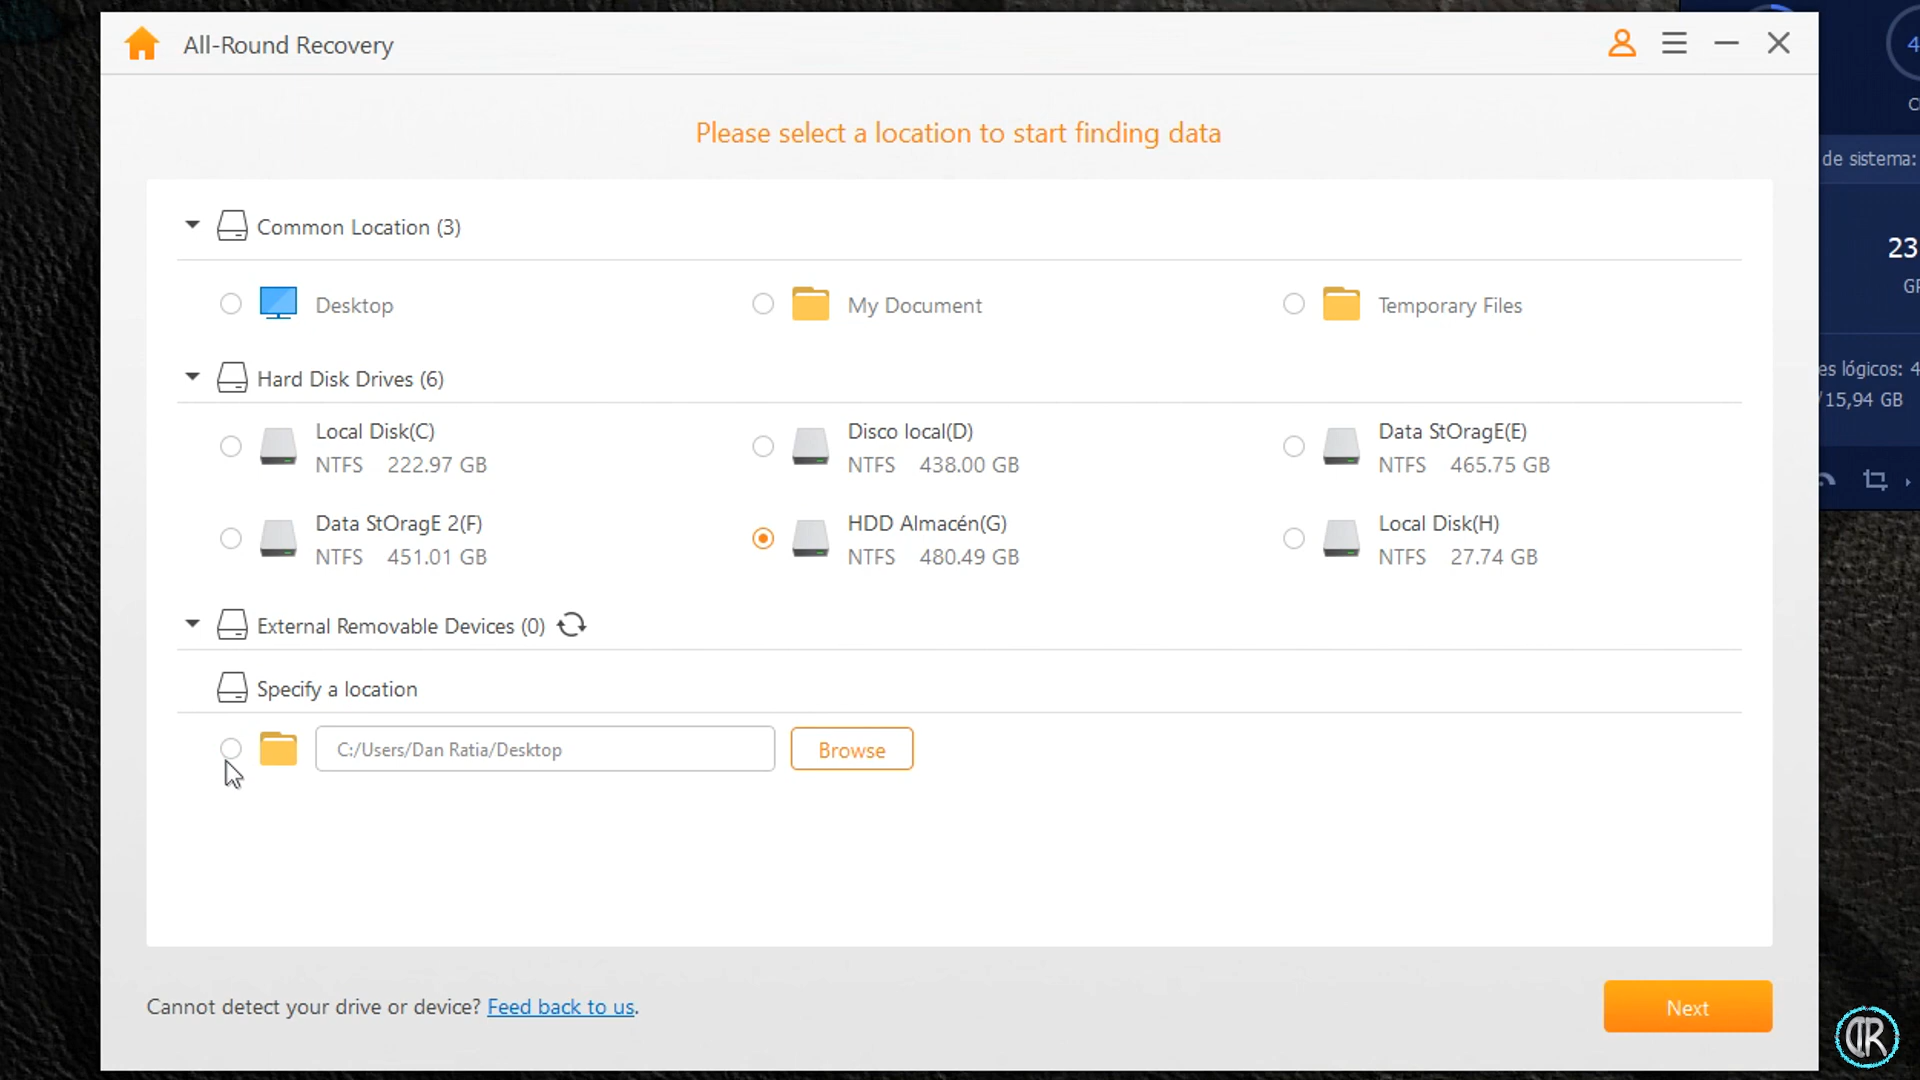 All-Round Recovery
Please select a location to start finding data
Common Location (3)
Desktop
My Document
Temporary Files
Hard Disk Drives (6)
Local Disk(C)
NTFS 222.97 GB
Disco local(D)
NTFS 438.00 GB
Data StOragE(E)
NTFS 465.75 GB
Data StOragE 2(F)
NTFS 451.01 GB
HDD Almacén(G)
NTFS 480.49 GB
Local Disk(H)
NTFS 27.74 GB
External Removable Devices (0)
Specify a location
C:/Users/Dan Ratia/Desktop
Browse
Cannot detect your drive or device? Feed back to us.
Next
de sistema:
23
es lógicos: 4
/15,94 GB